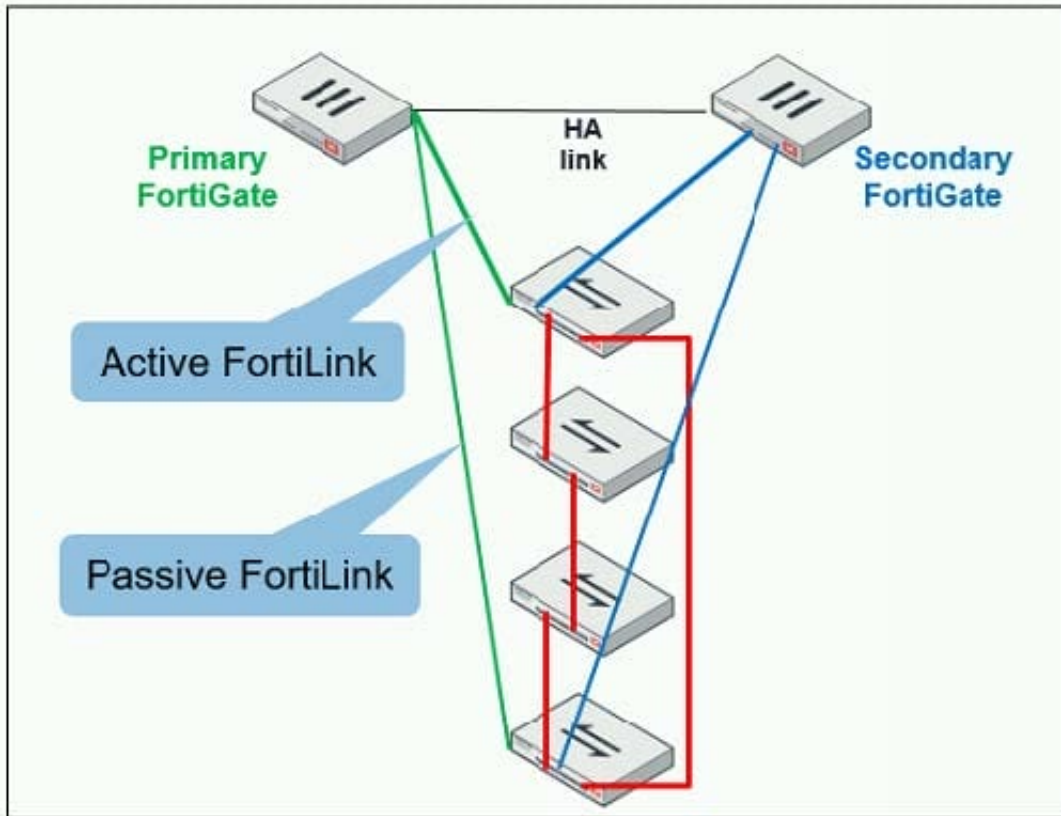 HA
link
Primary
FortiGate
Secondary
FortiGate
Active FortiLink
Passive FortiLink